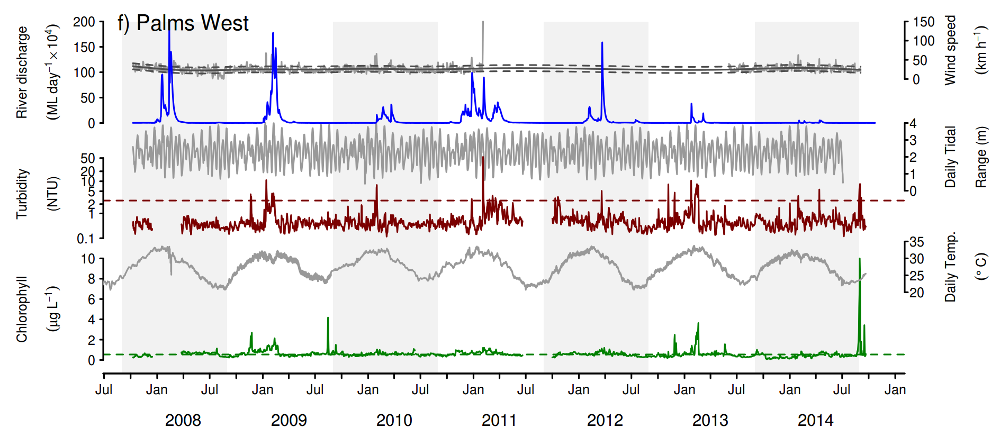 f) Palms West
River discharge
(ML day⁻¹ × 10⁴)
200
150
100
50
0
Wind speed
(km h⁻¹)
150
100
50
0
Daily Tidal
Range (m)
4
3
2
1
0
Turbidity
(NTU)
50
20
10
5
2
1
0.1
Daily Temp.
(° C)
35
30
25
20
Chlorophyll
(μg L⁻¹)
10
8
6
4
2
0
Jul Jan Jul Jan Jul Jan Jul Jan Jul Jan Jul Jan Jul Jan Jul Jan
2008 2009 2010 2011 2012 2013 2014